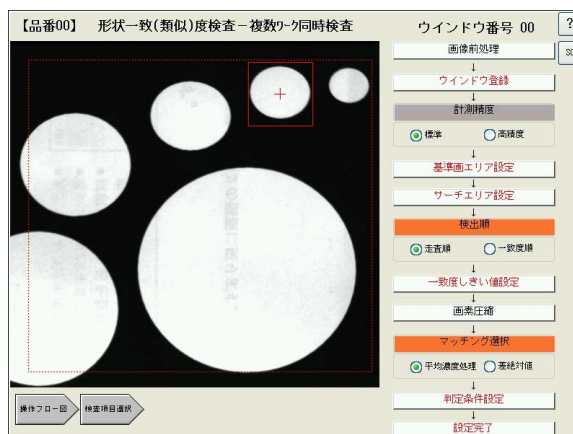 【品番00】 形状一致(類似)度検査－複数ワーク同時検査
ウインドウ番号 00
?
画像前処理
↓
ウインドウ登録
↓
計測精度
標準 高精度
↓
基準画エリア設定
↓
サーチエリア設定
↓
検出順
走査順 一致度順
↓
一致度しきい値設定
↓
画素圧縮
↓
マッチング選択
平均濃度処理 差絶対値
↓
判定条件設定
↓
設定完了
操作フロー図 検査項目選択